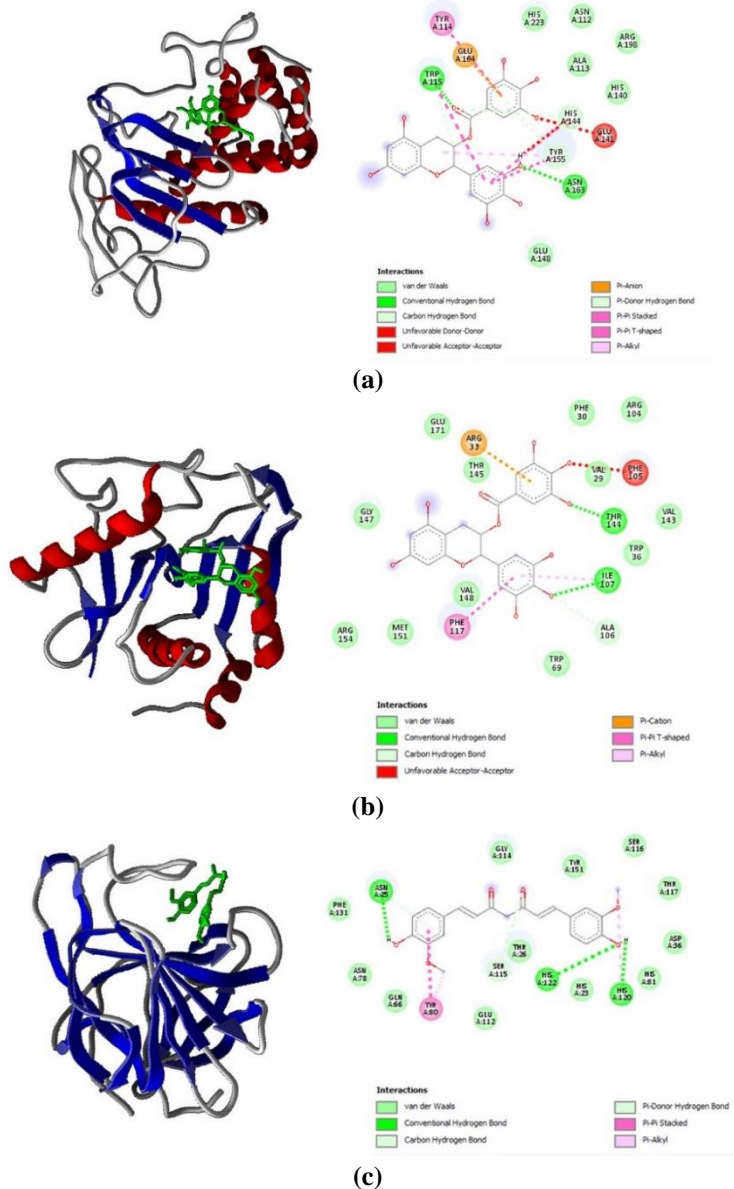 TYR
A:114
HIS
A:223
ASN
A:112
ARG
A:198
GLU
A:164
ALA
A:113
TRP
A:115
HIS
A:140
HIS
A:144
GLU
A:141
TYR
A:155
ASN
A:163
GLU
A:148
Interactions
van der Waals
Conventional Hydrogen Bond
Carbon Hydrogen Bond
Unfavorable Donor-Donor
Unfavorable Acceptor-Acceptor
Pi-Anion
Pi-Donor Hydrogen Bond
Pi-Pi Stacked
Pi-Pi T-shaped
Pi-Alkyl
(a)
GLU
A:171
PHE
A:30
ARG
A:104
ARG
A:33
THR
A:145
VAL
A:29
PHE
A:105
GLY
A:147
THR
A:144
VAL
A:143
TRP
A:36
VAL
A:148
ILE
A:107
ARG
A:154
MET
A:151
PHE
A:117
ALA
A:106
TRP
A:69
Interactions
van der Waals
Conventional Hydrogen Bond
Carbon Hydrogen Bond
Unfavorable Acceptor-Acceptor
Pi-Cation
Pi-Pi T-shaped
Pi-Alkyl
(b)
GLY
A:114
TYR
A:151
SER
A:116
ASN
A:25
THR
A:117
PHE
A:131
ASP
A:36
THR
A:26
ASN
A:78
SER
A:115
GLN
A:66
HIS
A:122
HIS
A:23
HIS
A:120
HIS
A:81
TYR
A:80
GLU
A:112
Interactions
van der Waals
Conventional Hydrogen Bond
Carbon Hydrogen Bond
Pi-Donor Hydrogen Bond
Pi-Pi Stacked
Pi-Alkyl
(c)